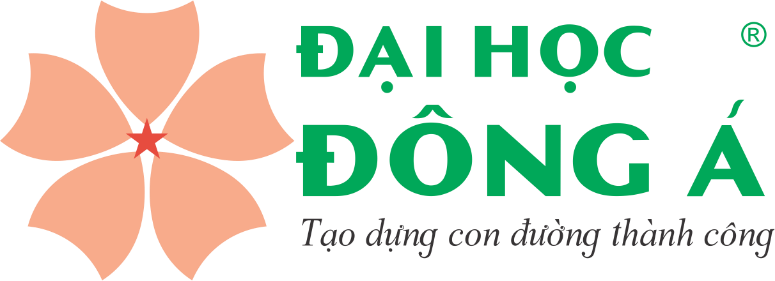 ĐẠI HỌC ®
ĐÔNG Á
Tạo dựng con đường thành công